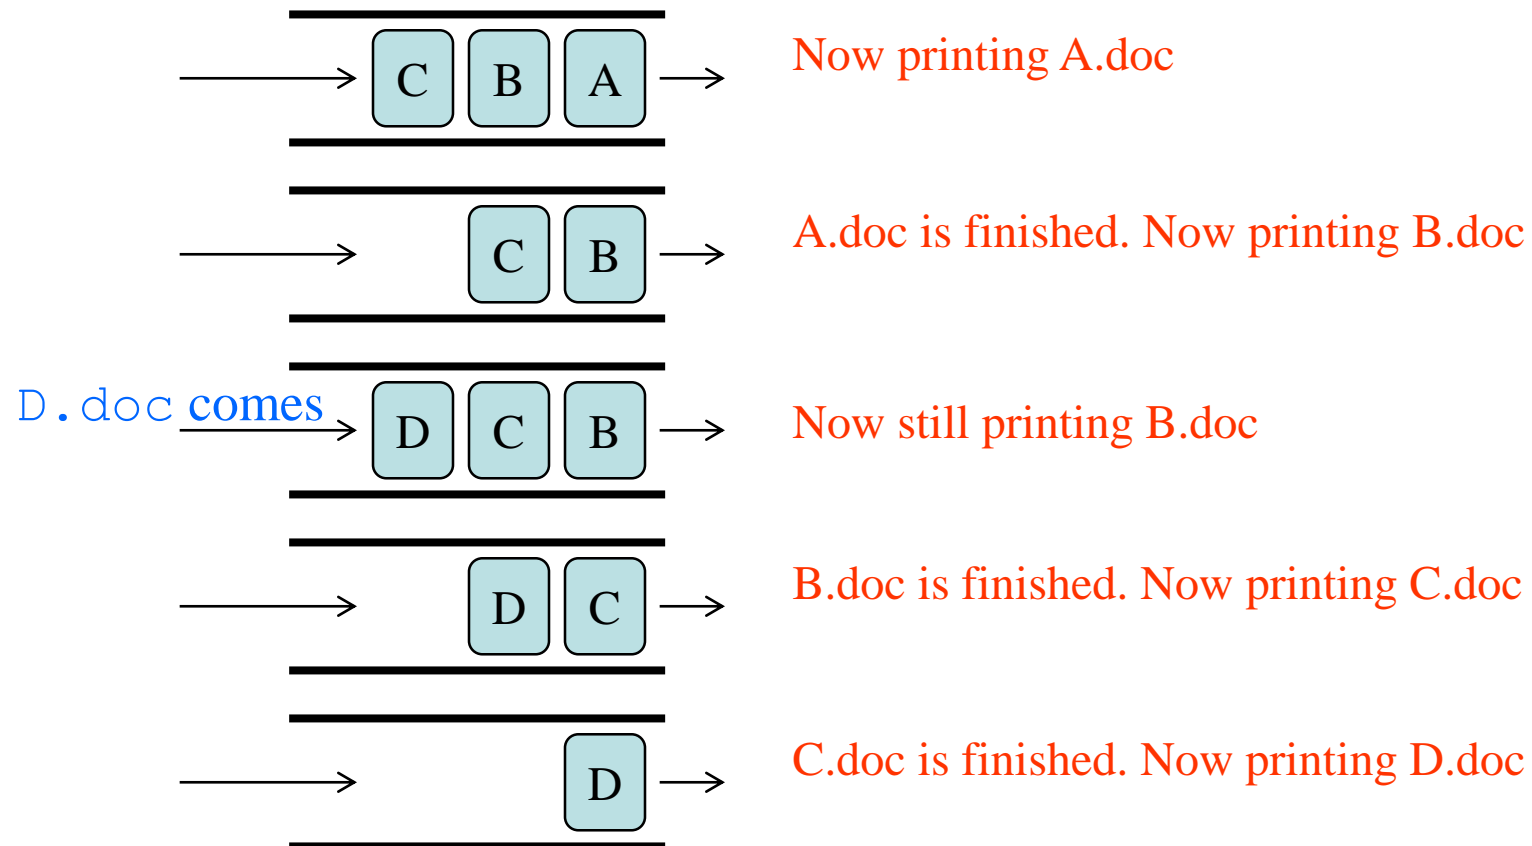 C B A Now printing A.doc
C B A.doc is finished. Now printing B.doc
D.doc comes D C B Now still printing B.doc
D C B.doc is finished. Now printing C.doc
D C.doc is finished. Now printing D.doc